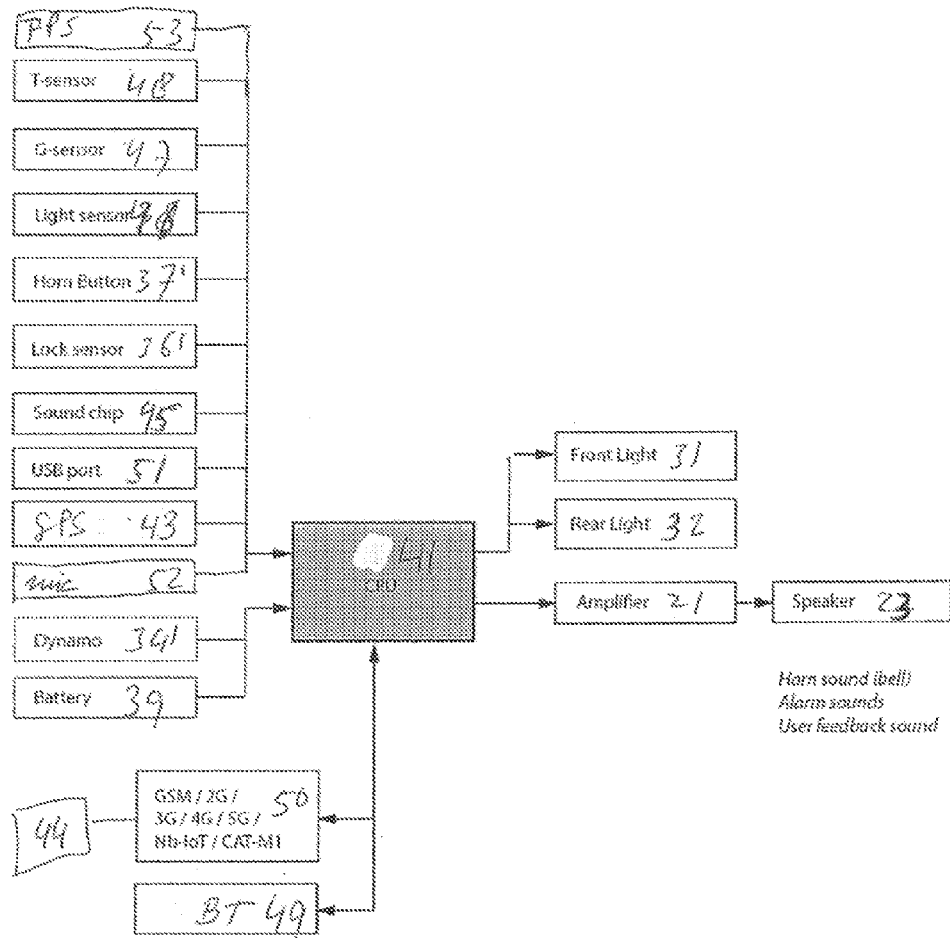 PPS 53
T-sensor 48
G-sensor 47
Light sensor
Horn Button 37'
Lock sensor 36'
Sound chip 45
USB port 51
GPS 43
mic 52
Dynamo 34'
Battery 39
41
CPU
Front Light 31
Rear Light 32
Amplifier 21
Speaker 23
Horn sound (bell)
Alarm sounds
User feedback sound
GSM / 2G / 50
3G / 4G / 5G /
Nb-IoT / CAT-M1
44
BT 49